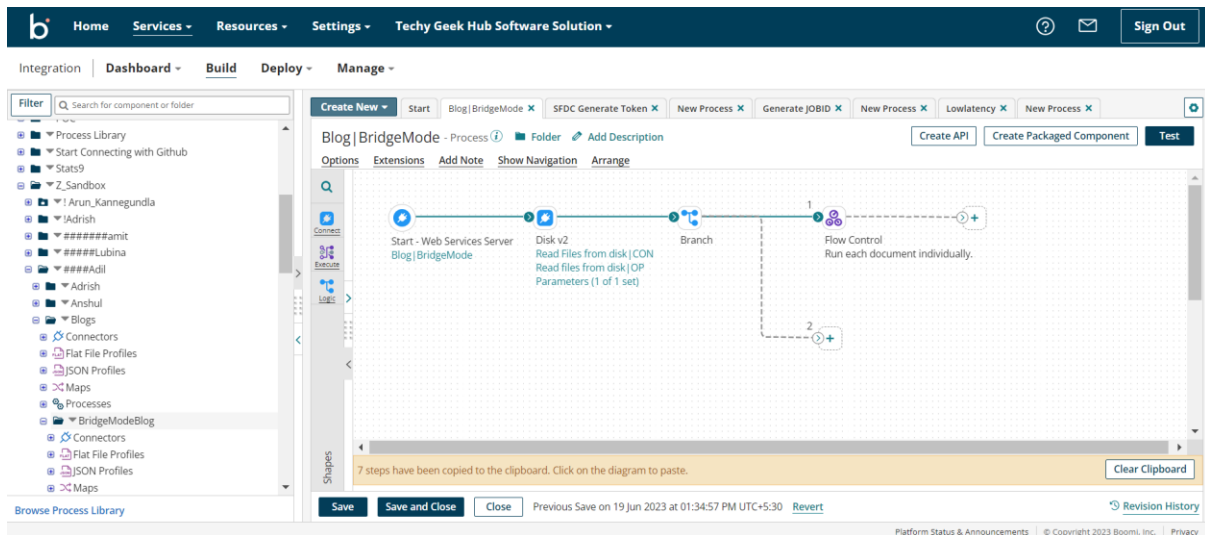 b Home Services Resources Settings Techy Geek Hub Software Solution ? Sign Out
Integration Dashboard Build Deploy Manage
Filter Search for component or folder
Process Library
Start Connecting with Github
Stats9
Z_Sandbox
! Arun_Kannegundla
!Adrish
#######amit
#####Lubina
####Adil
Adrish
Anshul
Blogs
Connectors
Flat File Profiles
JSON Profiles
Maps
Processes
BridgeModeBlog
Connectors
Flat File Profiles
JSON Profiles
Maps
Browse Process Library
Create New Start Blog|BridgeMode X SFDC Generate Token X New Process X Generate JOBID X New Process X Lowlatency X New Process X
Blog|BridgeMode - Process i Folder Add Description Create API Create Packaged Component Test
Options Extensions Add Note Show Navigation Arrange
Connect
Execute
Logic
Shapes
1
Start - Web Services Server
Blog|BridgeMode
Disk v2
Read Files from disk|CON
Read files from disk|OP
Parameters (1 of 1 set)
Branch
Flow Control
Run each document individually.
2
7 steps have been copied to the clipboard. Click on the diagram to paste. Clear Clipboard
Save Save and Close Close Previous Save on 19 Jun 2023 at 01:34:57 PM UTC+5:30 Revert Revision History
Platform Status & Announcements © Copyright 2023 Boomi, Inc. Privacy